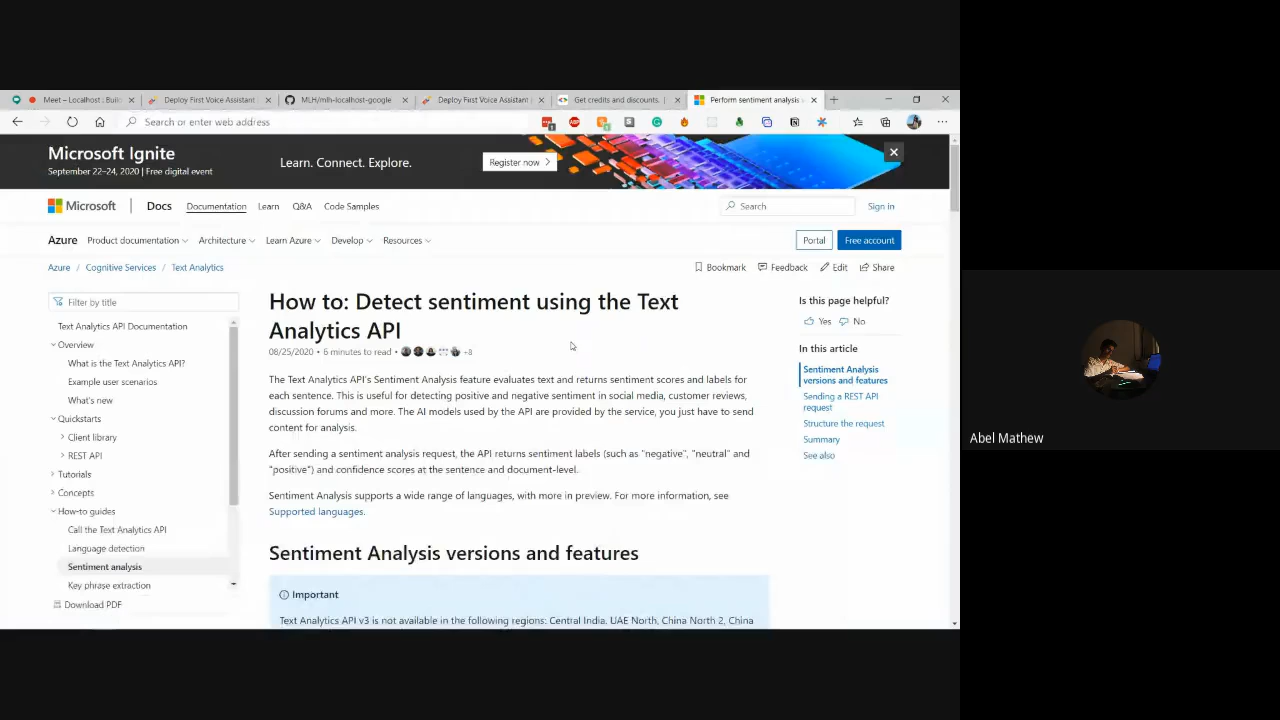 Meet – Localhost : Buil
Deploy First Voice Assistant
MLH/mlh-localhost-google
Deploy First Voice Assistant
Get credits and discounts. |
Perform sentiment analysis
Search or enter web address
Microsoft Ignite
September 22–24, 2020 | Free digital event
Learn. Connect. Explore.
Register now
Microsoft
Docs
Documentation
Learn
Q&A
Code Samples
Search
Sign in
Azure
Product documentation
Architecture
Learn Azure
Develop
Resources
Portal
Free account
Azure / Cognitive Services / Text Analytics
Bookmark
Feedback
Edit
Share
Filter by title
Text Analytics API Documentation
Overview
What is the Text Analytics API?
Example user scenarios
What's new
Quickstarts
Client library
REST API
Tutorials
Concepts
How-to guides
Call the Text Analytics API
Language detection
Sentiment analysis
Key phrase extraction
Download PDF
How to: Detect sentiment using the Text
Analytics API
08/25/2020 • 6 minutes to read • +8
The Text Analytics API's Sentiment Analysis feature evaluates text and returns sentiment scores and labels for
each sentence. This is useful for detecting positive and negative sentiment in social media, customer reviews,
discussion forums and more. The AI models used by the API are provided by the service, you just have to send
content for analysis.
After sending a sentiment analysis request, the API returns sentiment labels (such as "negative", "neutral" and
"positive") and confidence scores at the sentence and document-level.
Sentiment Analysis supports a wide range of languages, with more in preview. For more information, see
Supported languages.
Sentiment Analysis versions and features
Important
Text Analytics API v3 is not available in the following regions: Central India, UAE North, China North 2, China
Is this page helpful?
Yes
No
In this article
Sentiment Analysis
versions and features
Sending a REST API
request
Structure the request
Summary
See also
Abel Mathew